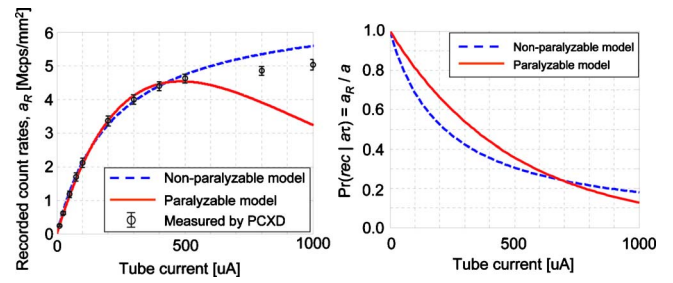 Recorded count rates, a_R [Mcps/mm²]
6
5
4
3
2
1
0
0
500
1000
Tube current [uA]
Non-paralyzable model
Paralyzable model
Measured by PCXD
Pr(rec | aτ) = a_R / a
1.0
0.8
0.6
0.4
0.2
0.0
0
500
1000
Tube current [uA]
Non-paralyzable model
Paralyzable model